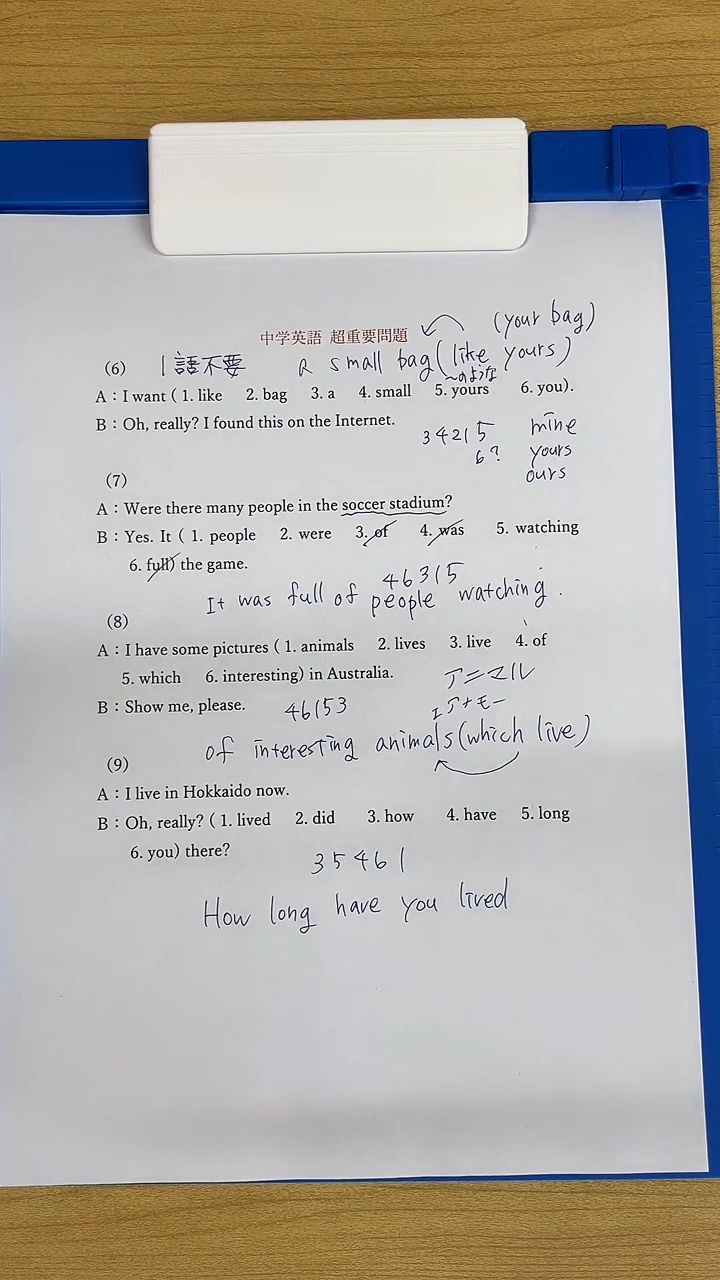 (your bag)
中学英語 超重要問題
(6) 1語不要 a small bag (like yours)
〜のような
A：I want ( 1. like 2. bag 3. a 4. small 5. yours 6. you).
B：Oh, really? I found this on the Internet.
34215 mine
6? yours
ours
(7)
A：Were there many people in the soccer stadium?
B：Yes. It ( 1. people 2. were 3. of 4. was 5. watching
6. full) the game.
46315
It was full of people watching.
(8)
A：I have some pictures ( 1. animals 2. lives 3. live 4. of
5. which 6. interesting) in Australia.
アニマル
B：Show me, please. 46153
エアナモー
of interesting animals (which live)
(9)
A：I live in Hokkaido now.
B：Oh, really? ( 1. lived 2. did 3. how 4. have 5. long
6. you) there?
35461
How long have you lived